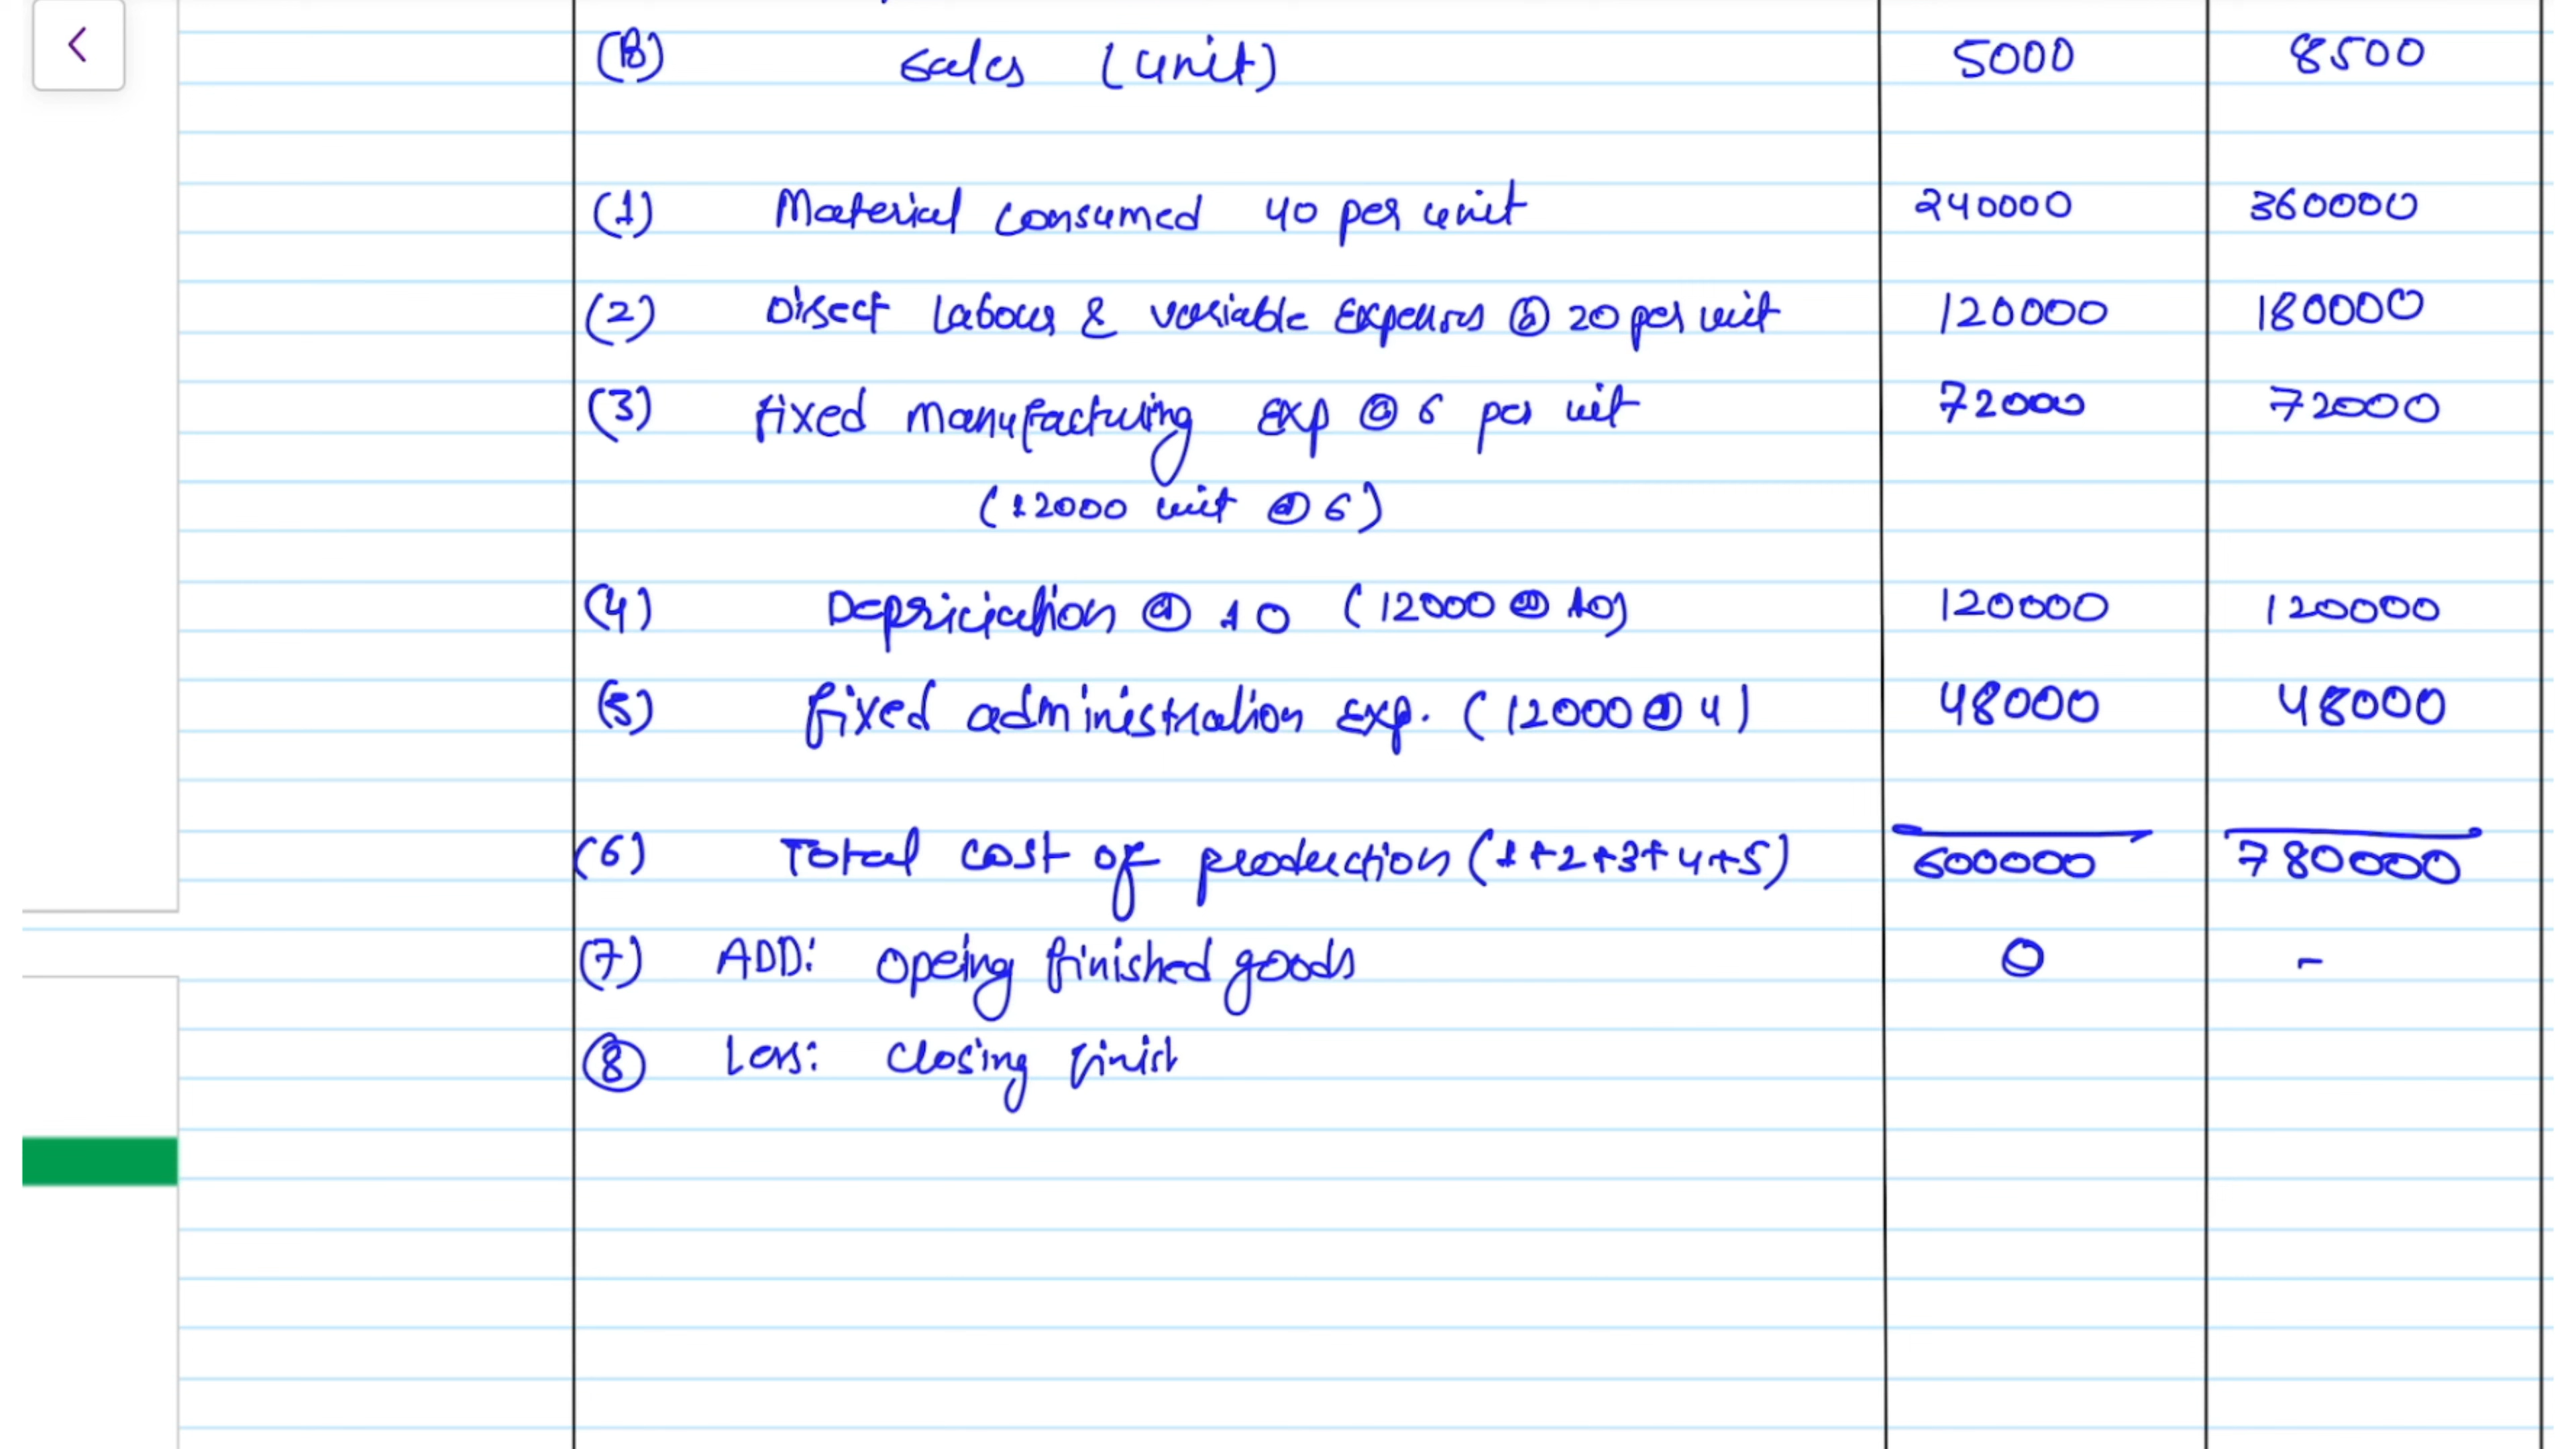 (B) Sales (unit) 5000 8500
(1) Material consumed 40 per unit 240000 360000
(2) Direct Labour & variable Expenses @ 20 per unit 120000 180000
(3) Fixed manufacturing Exp @ 6 per unit 72000 72000
(12000 unit @ 6)
(4) Depriciation @ 10 (12000 @ 10) 120000 120000
(5) fixed administration Exp. (12000 @ 4) 48000 48000
(6) Total cost of production (1+2+3+4+5) 600000 780000
(7) ADD: Opeing finished goods 0 -
(8) Less: Closing finish